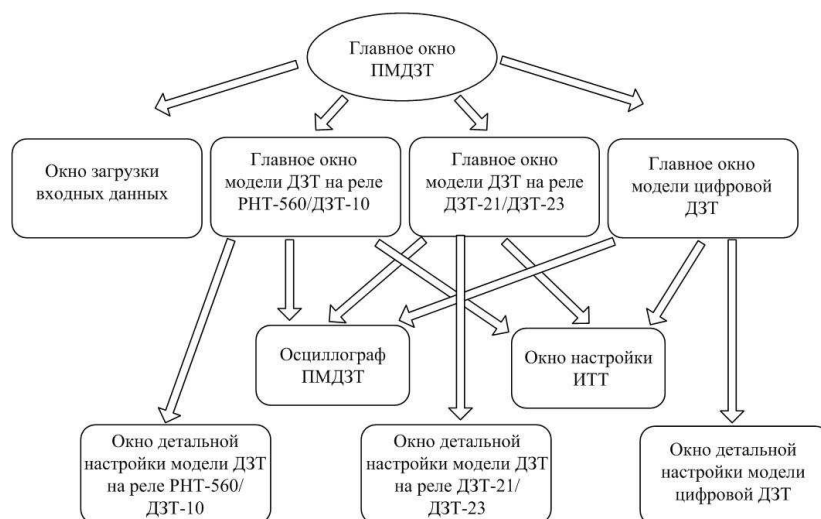 Главное окно
ПМДЗТ
Окно загрузки
входных данных
Главное окно
модели ДЗТ на реле
РНТ-560/ДЗТ-10
Главное окно
модели ДЗТ на реле
ДЗТ-21/ДЗТ-23
Главное окно
модели цифровой
ДЗТ
Осциллограф
ПМДЗТ
Окно настройки
ИТТ
Окно детальной
настройки модели ДЗТ
на реле РНТ-560/
ДЗТ-10
Окно детальной
настройки модели ДЗТ
на реле ДЗТ-21/
ДЗТ-23
Окно детальной
настройки модели
цифровой ДЗТ